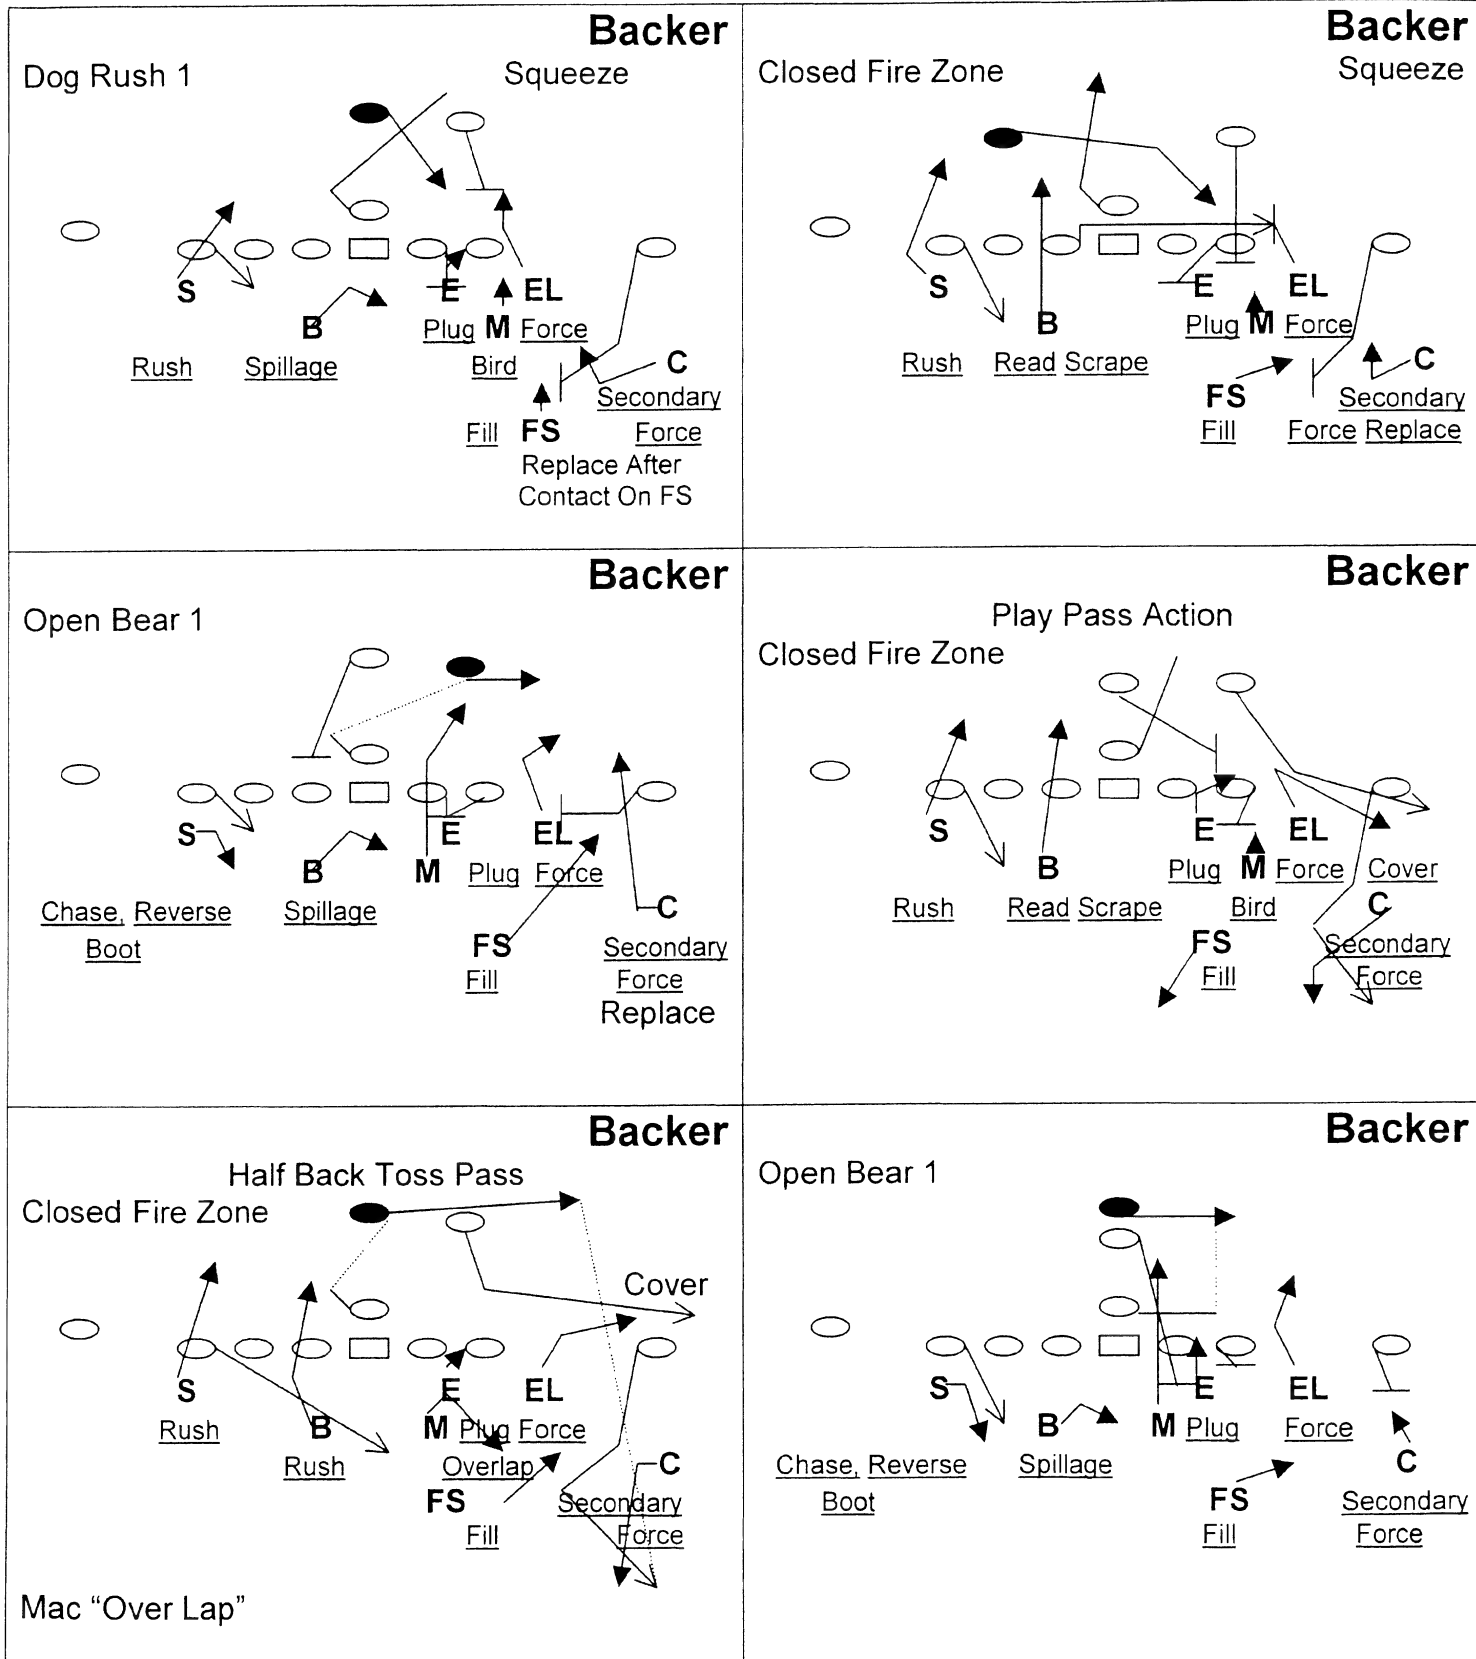 Backer
Dog Rush 1
Squeeze
S
B
E
EL
Plug M Force
Rush
Spillage
Bird
C
Secondary
Fill FS
Force
Replace After
Contact On FS
Backer
Closed Fire Zone
Squeeze
S
E
EL
B
Plug M Force
Rush
Read Scrape
C
FS
Secondary
Fill
Force Replace
Backer
Open Bear 1
S
E
EL
B
M
Plug Force
Chase, Reverse
Spillage
C
Boot
FS
Secondary
Fill
Force
Replace
Backer
Play Pass Action
Closed Fire Zone
S
E
EL
B
Plug M Force Cover
Rush
Read Scrape
Bird
C
FS
Secondary
Fill
Force
Backer
Half Back Toss Pass
Closed Fire Zone
Cover
S
E
EL
Rush
B
M Plug Force
Rush
Overlap
C
FS
Secondary
Fill
Force
Mac “Over Lap”
Backer
Open Bear 1
S
E
EL
B
M Plug
Force
Chase, Reverse
Spillage
C
Boot
FS
Secondary
Fill
Force